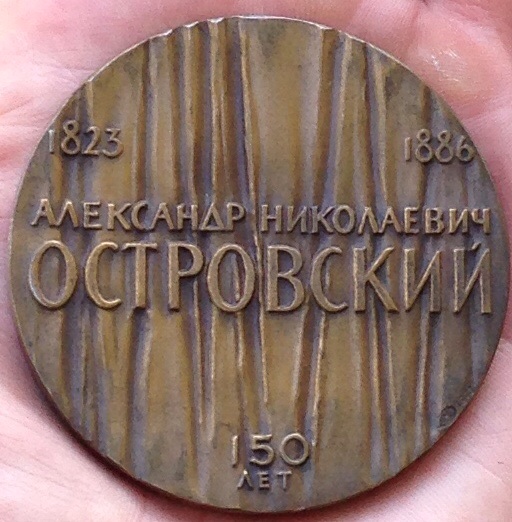 1823 1886
АЛЕКСАНДР НИКОЛАЕВИЧ
ОСТРОВСКИЙ
150
ЛЕТ